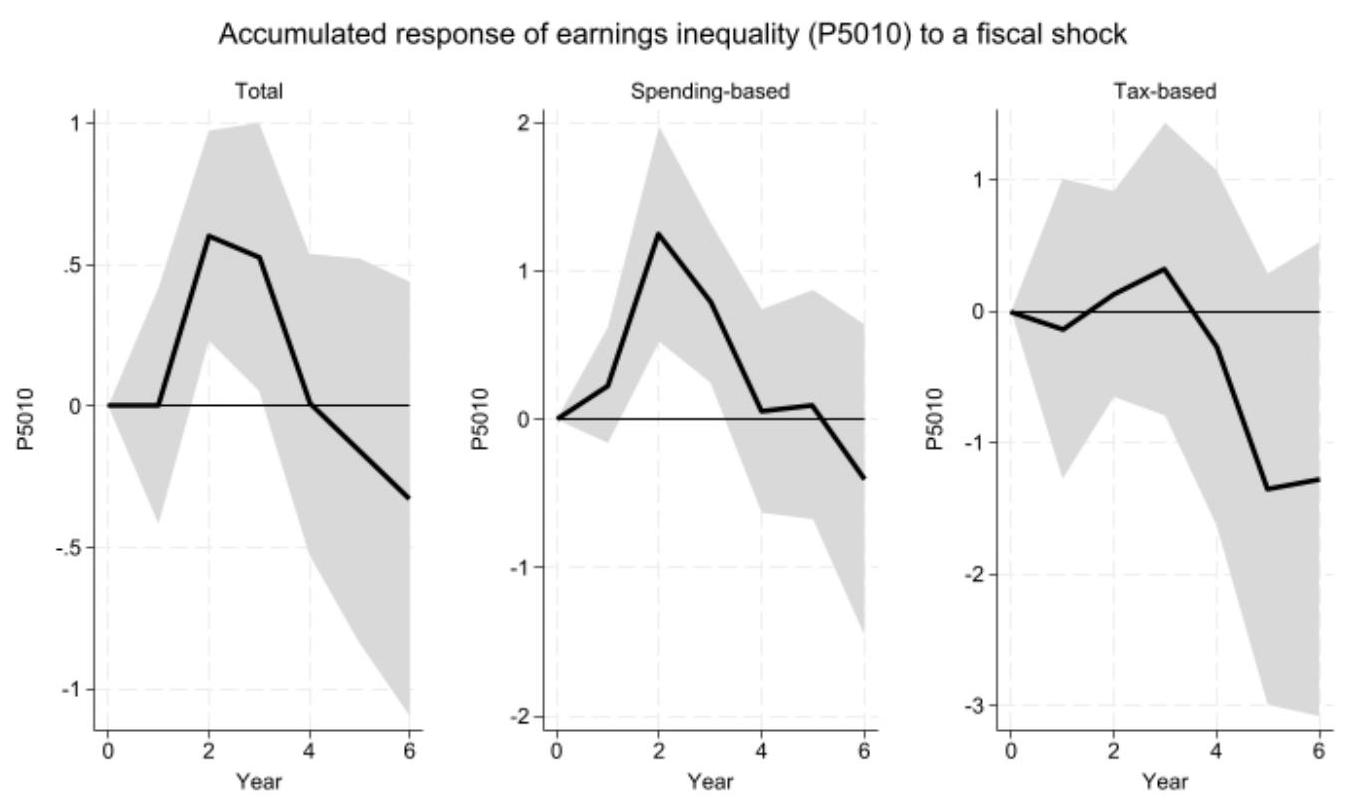 Accumulated response of earnings inequality (P5010) to a fiscal shock
Total
1
.5
0
-.5
-1
P5010
0 2 4 6
Year
Spending-based
2
1
0
-1
-2
P5010
0 2 4 6
Year
Tax-based
1
0
-1
-2
-3
P5010
0 2 4 6
Year